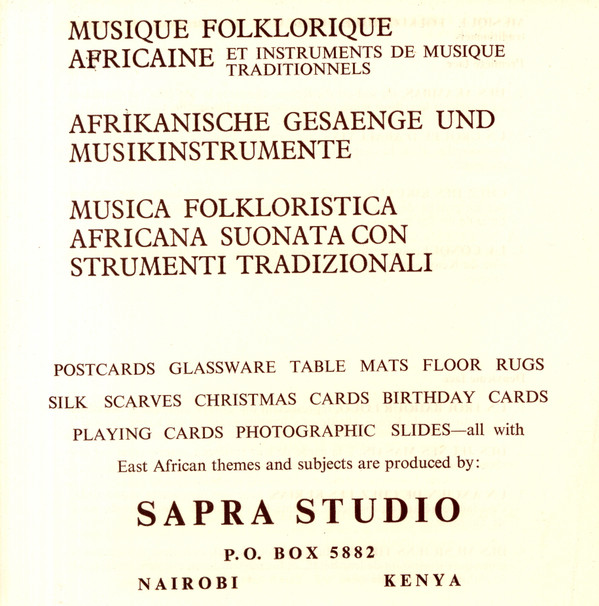 MUSIQUE FOLKLORIQUE
AFRICAINE ET INSTRUMENTS DE MUSIQUE
TRADITIONNELS
AFRIKANISCHE GESAENGE UND
MUSIKINSTRUMENTE
MUSICA FOLKLORISTICA
AFRICANA SUONATA CON
STRUMENTI TRADIZIONALI
POSTCARDS GLASSWARE TABLE MATS FLOOR RUGS
SILK SCARVES CHRISTMAS CARDS BIRTHDAY CARDS
PLAYING CARDS PHOTOGRAPHIC SLIDES—all with
East African themes and subjects are produced by:
SAPRA STUDIO
P.O. BOX 5882
NAIROBI KENYA